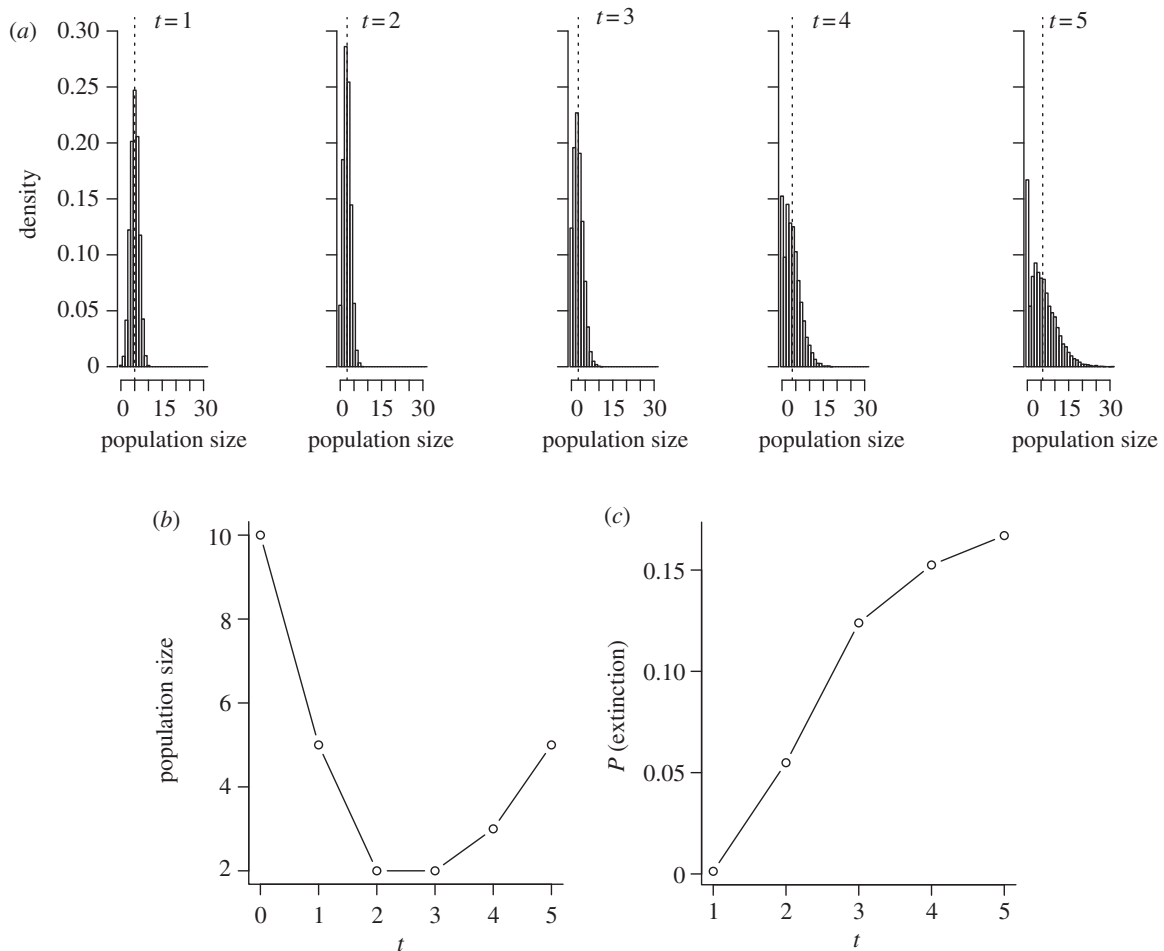 (a)
t=1
t=2
t=3
t=4
t=5
0.30
0.25
0.20
0.15
0.10
0.05
0
density
0 15 30
0 15 30
0 15 30
0 15 30
0 15 30
population size
population size
population size
population size
population size
(b)
10
8
6
4
2
population size
0 1 2 3 4 5
t
(c)
0.15
0.10
0.05
0
P (extinction)
1 2 3 4 5
t